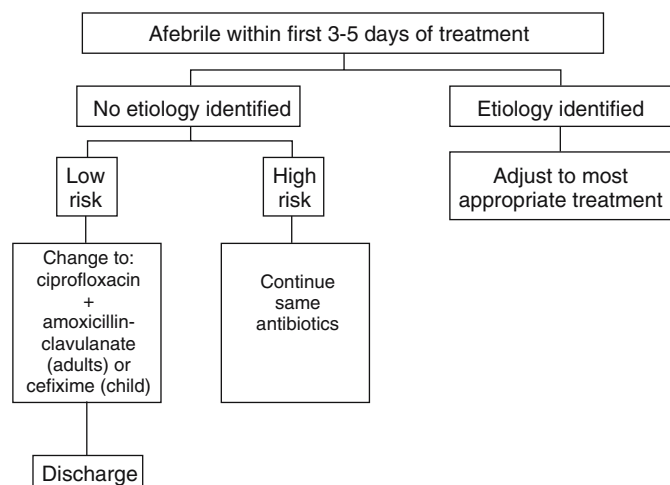 Afebrile within first 3-5 days of treatment
No etiology identified
Etiology identified
Low
risk
High
risk
Adjust to most
appropriate treatment
Change to:
ciprofloxacin
+
amoxicillin-
clavulanate
(adults) or
cefixime (child)
Continue
same
antibiotics
Discharge